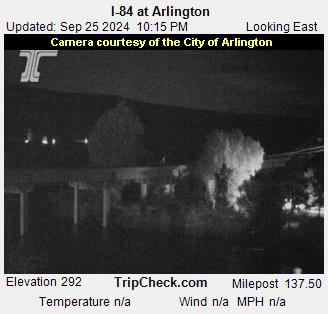 I-84 at Arlington
Updated: Sep 25 2024 10:15 PM Looking East
Camera courtesy of the City of Arlington
Elevation 292 TripCheck.com Milepost 137.50
Temperature n/a Wind n/a MPH n/a